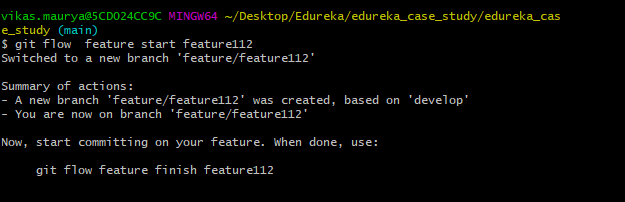 vikas.maurya@5CD024CC9C MINGW64 ~/Desktop/Edureka/edureka_case_study/edureka_cas
e_study (main)
$ git flow  feature start feature112
Switched to a new branch 'feature/feature112'
Summary of actions:
- A new branch 'feature/feature112' was created, based on 'develop'
- You are now on branch 'feature/feature112'
Now, start committing on your feature. When done, use:
     git flow feature finish feature112